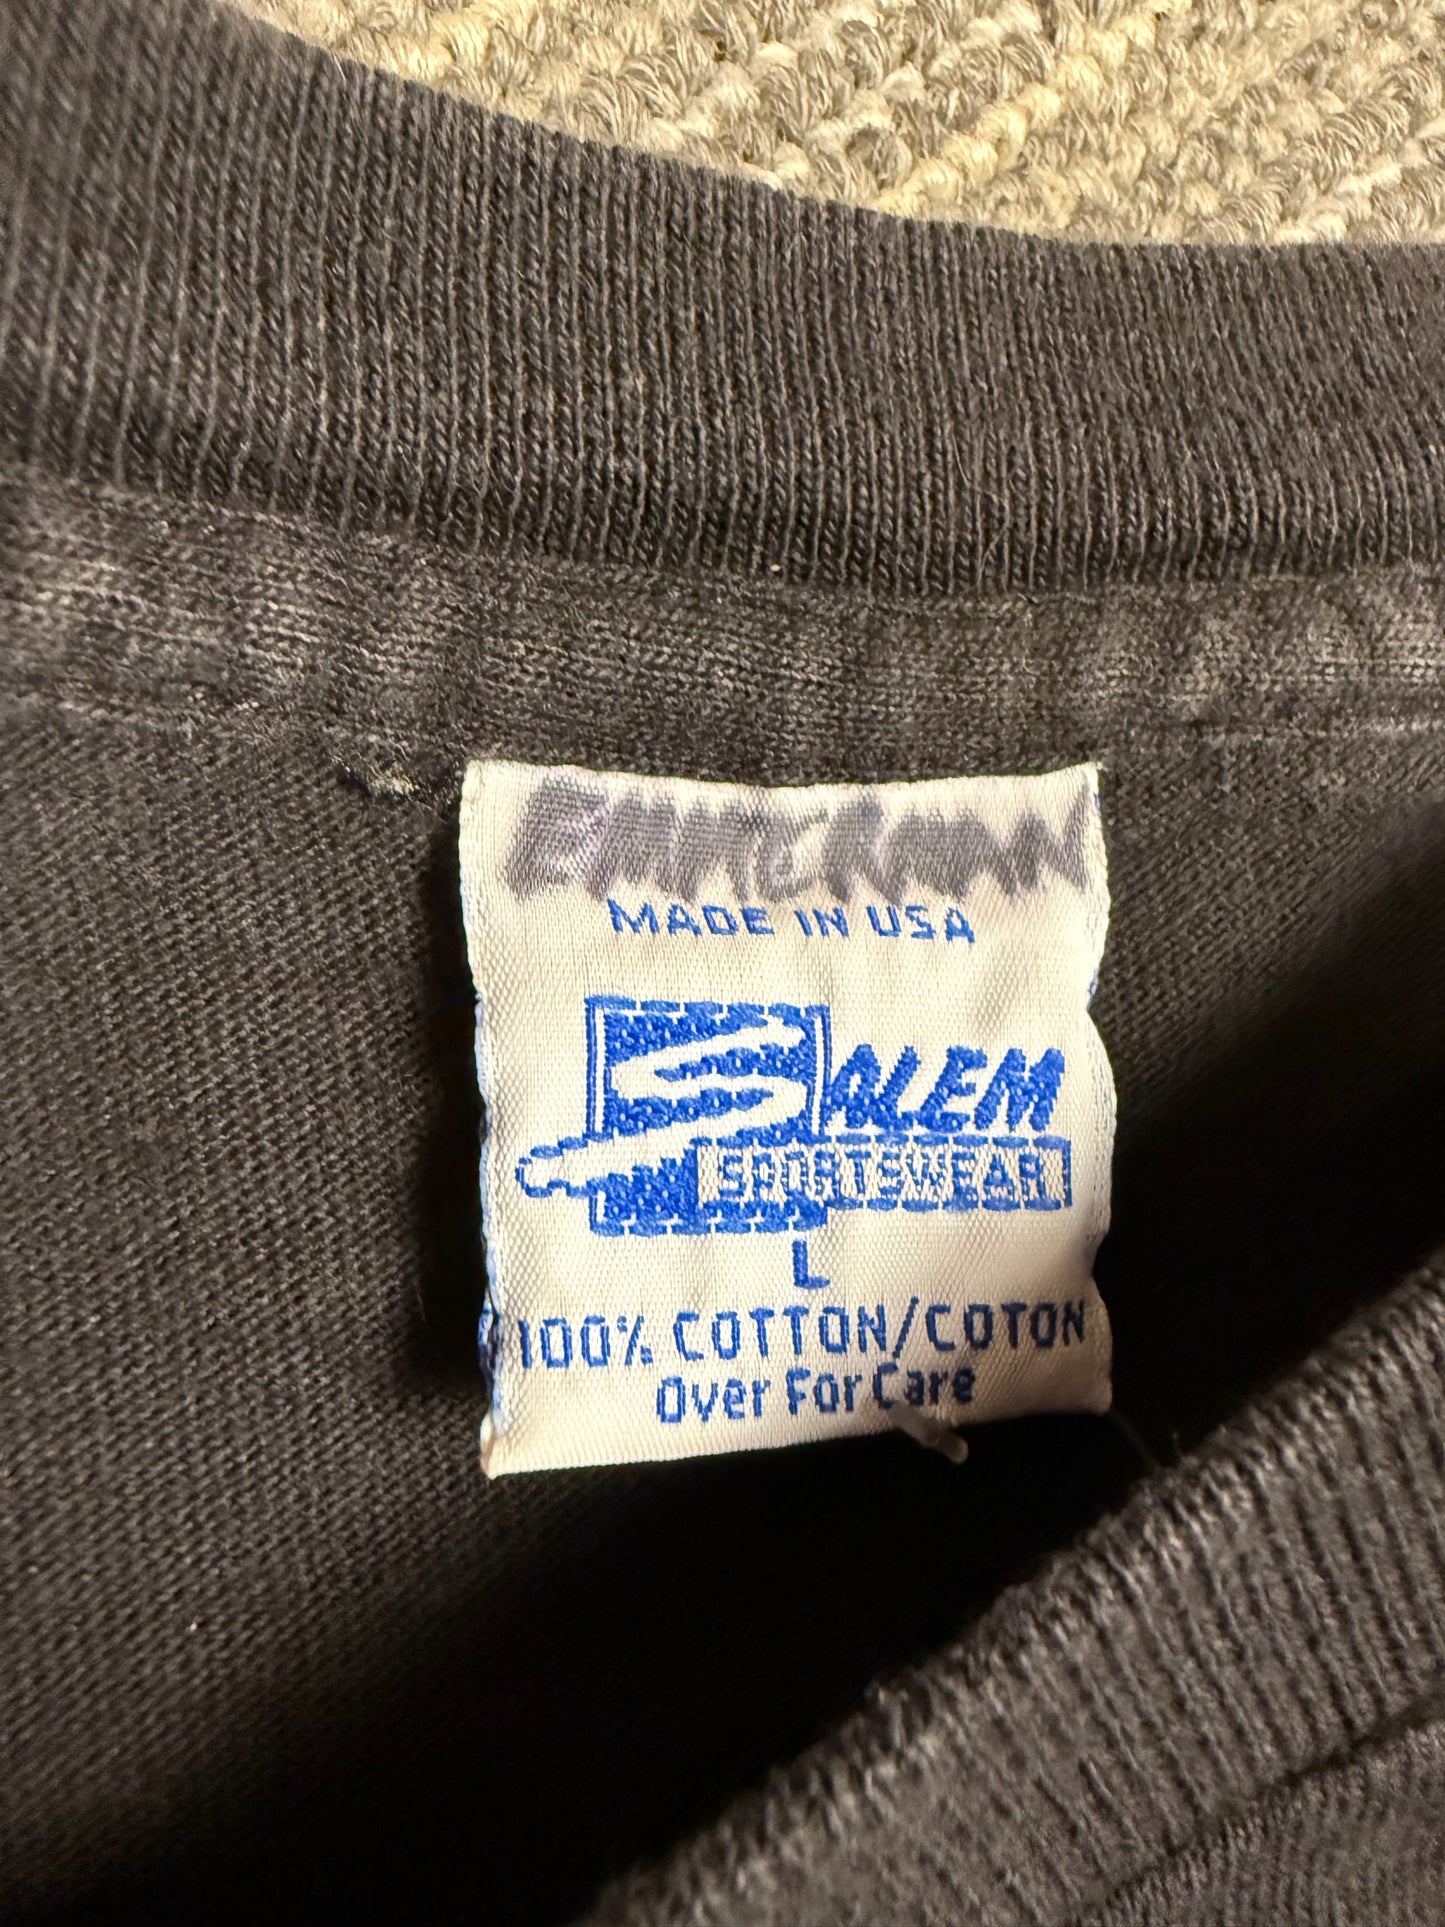 MADE IN USA
SALEM
SPORTSWEAR
L
100% COTTON/COTON
Over For Care